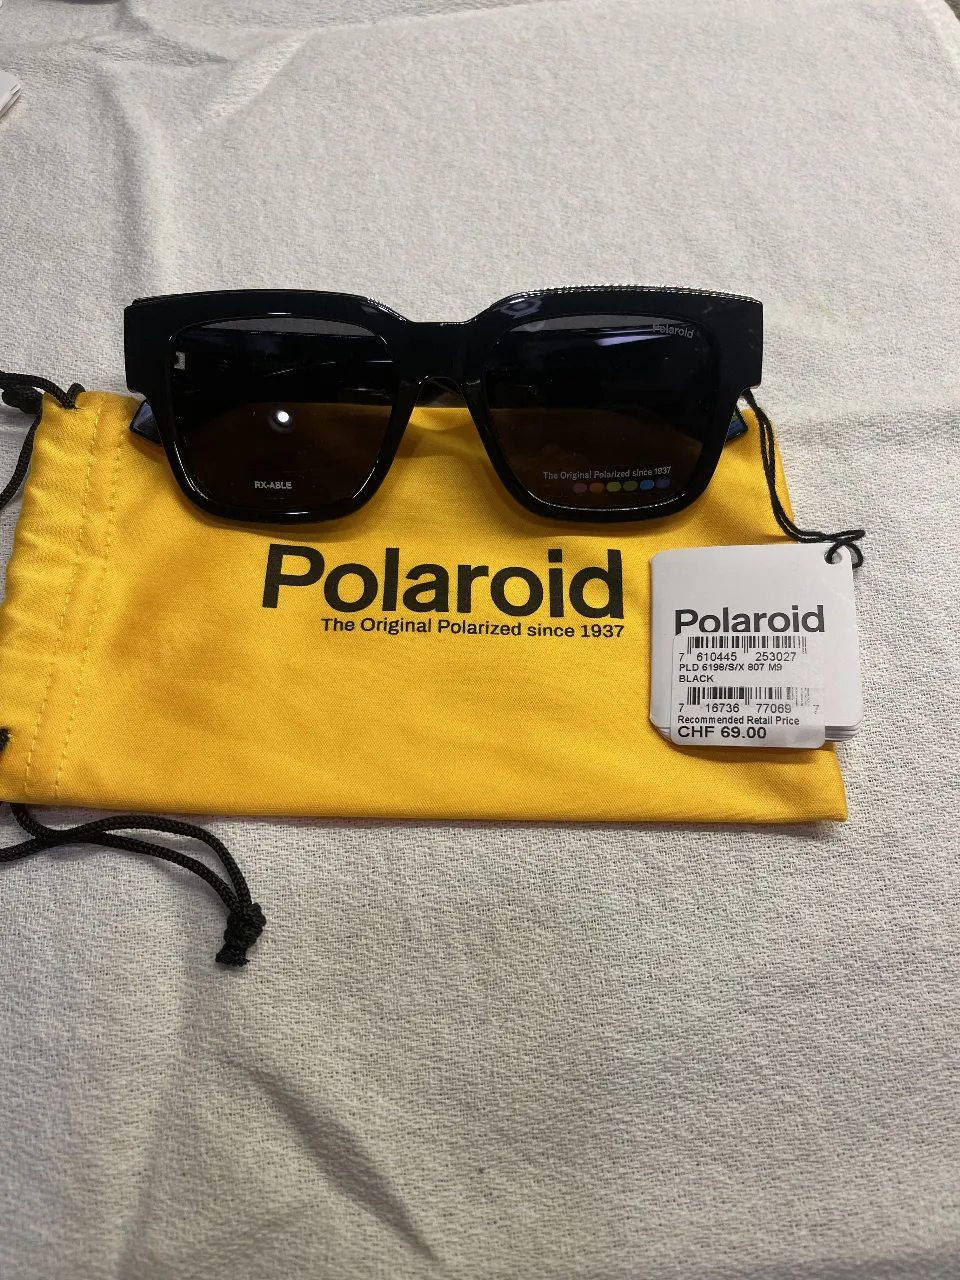 Polaroid
RX-ABLE
The Original Polarized since 1937
Polaroid
The Original Polarized since 1937
Polaroid
7 610445 253027
PLD 6198/S/X 807 M9
BLACK
7 16736 77069 7
Recommended Retail Price
CHF 69.00